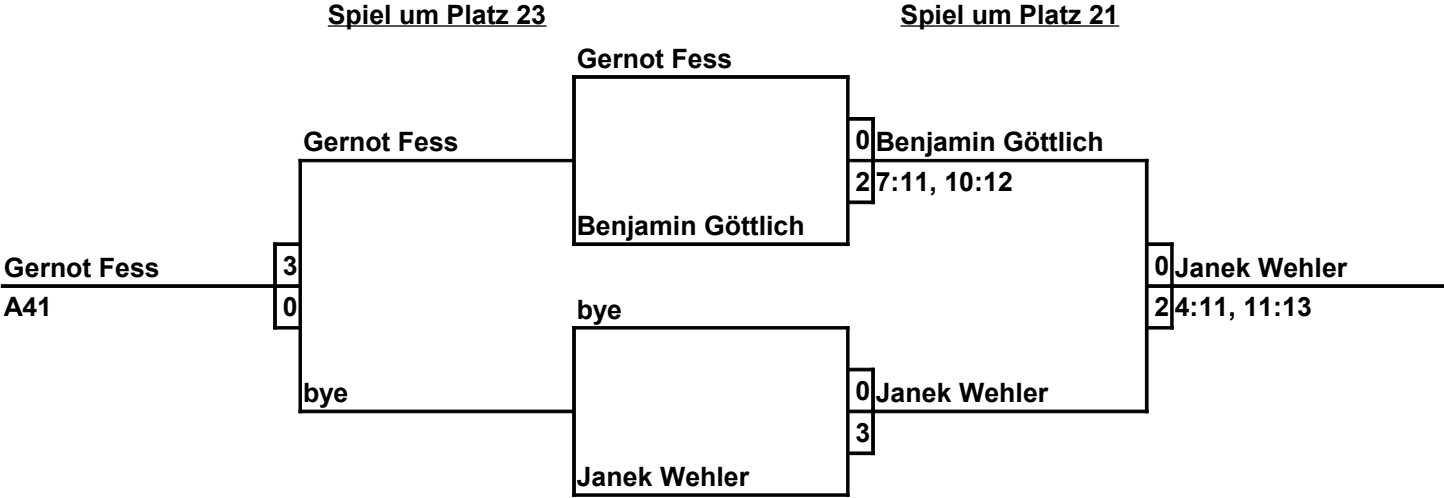 Spiel um Platz 23 Spiel um Platz 21
Gernot Fess
Gernot Fess 0 Benjamin Göttlich
2 7:11, 10:12
Benjamin Göttlich
Gernot Fess 3 0 Janek Wehler
A41 0 bye 2 4:11, 11:13
bye 0 Janek Wehler
3
Janek Wehler